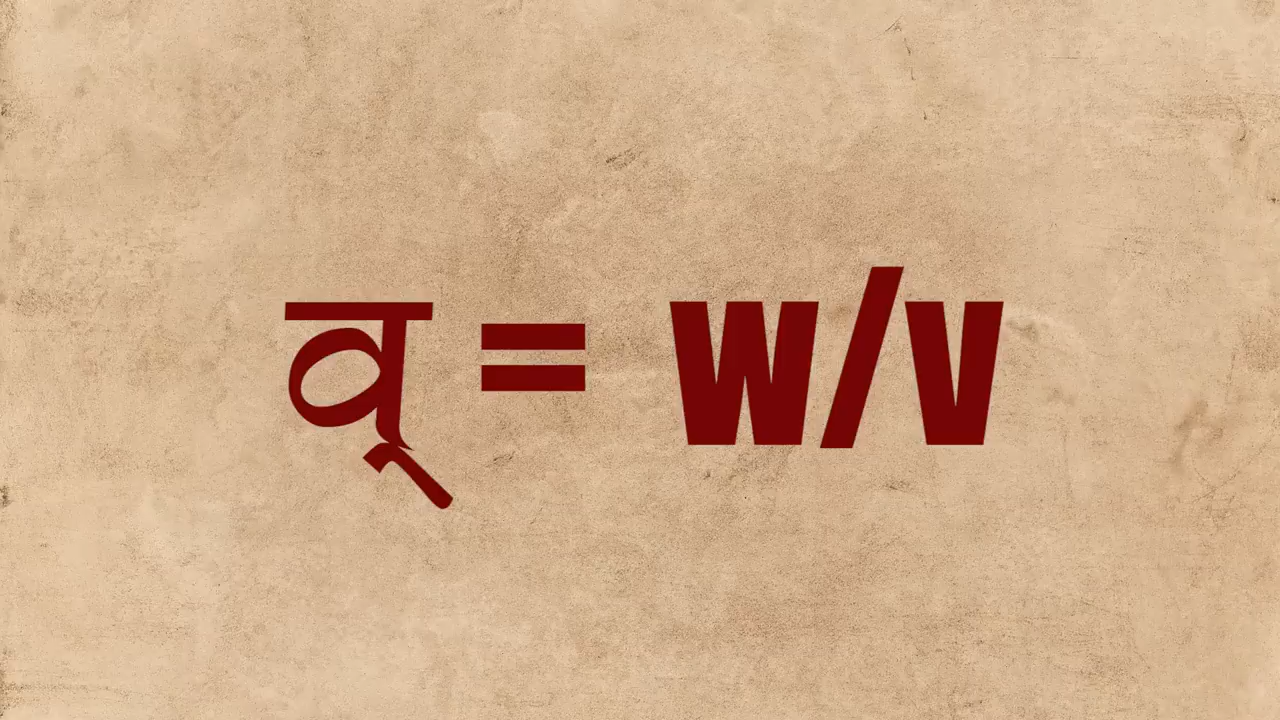 व् = w/v